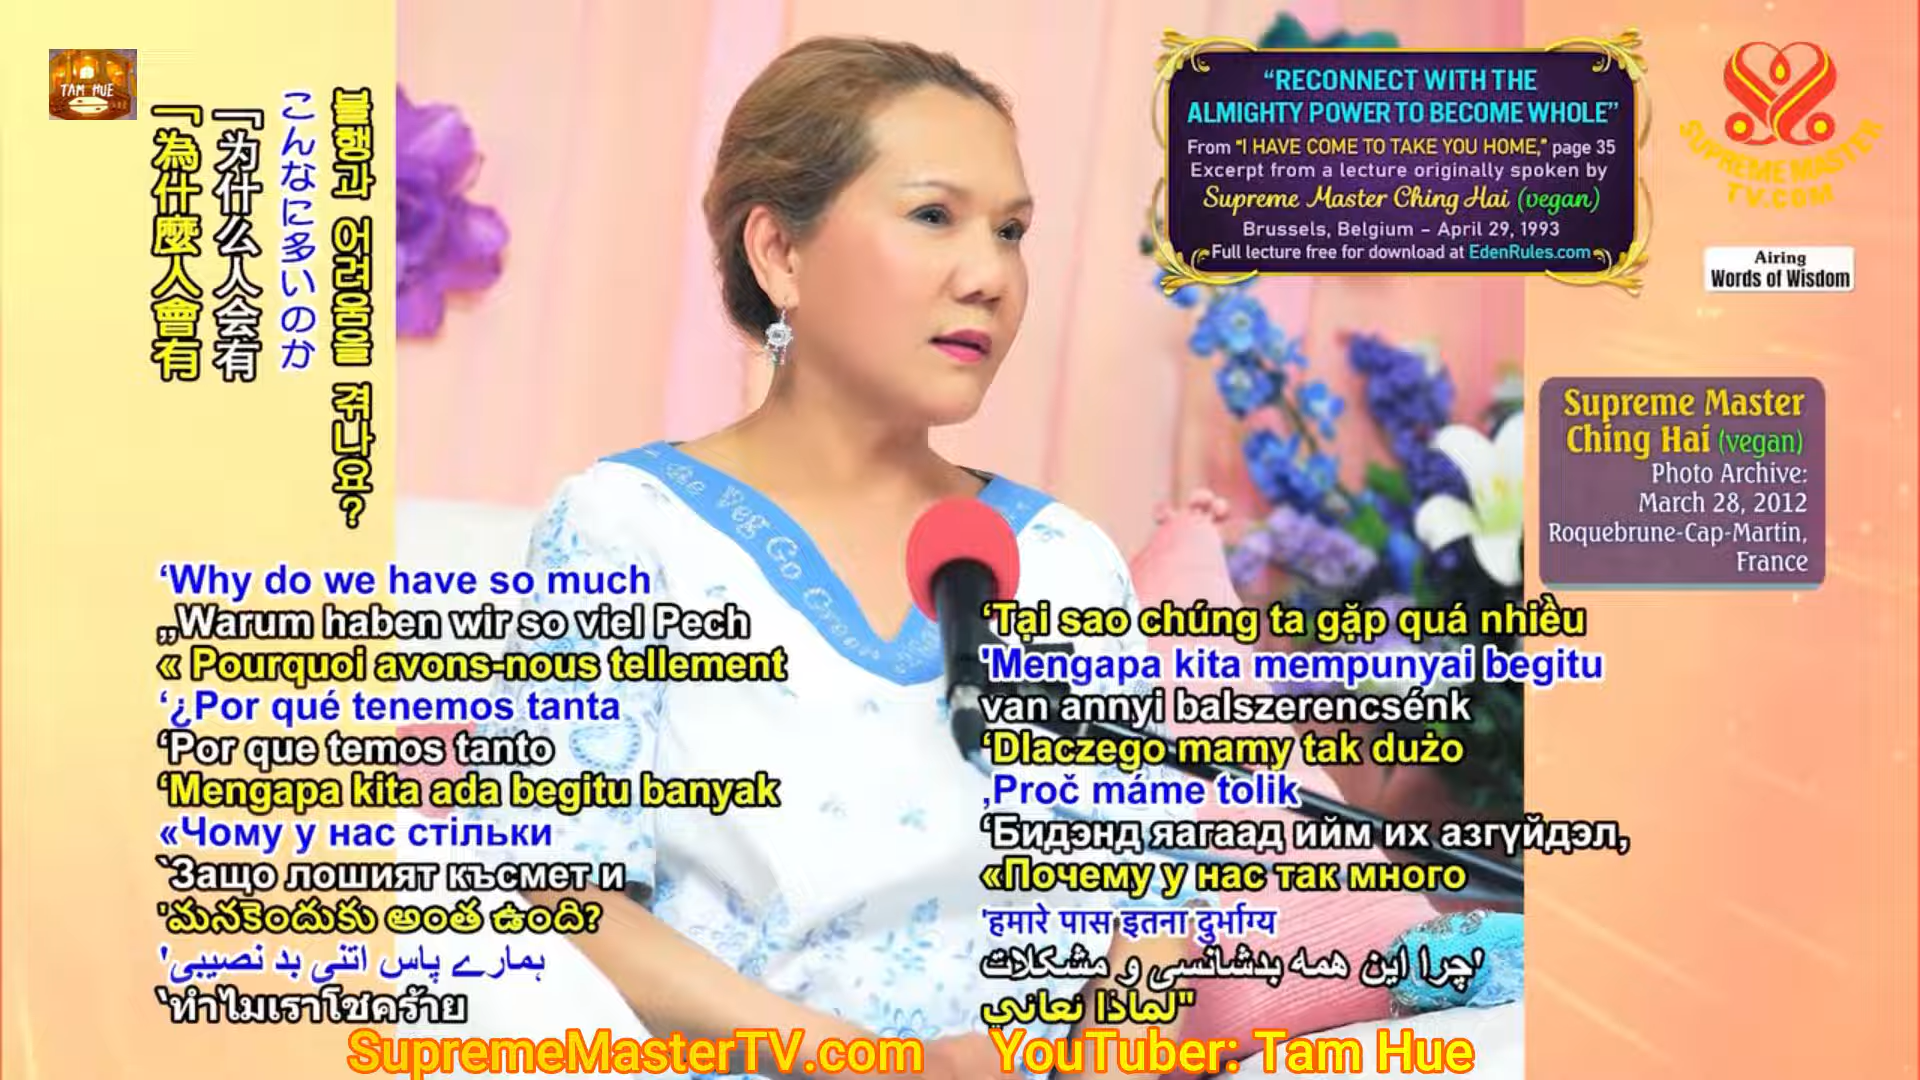 TAM HUE
불행과 어려움을 겪나요?
こんなに多いのか
「为什么人会有
「為什麼人會有
“RECONNECT WITH THE
ALMIGHTY POWER TO BECOME WHOLE”
From “I HAVE COME TO TAKE YOU HOME,” page 35
Excerpt from a lecture originally spoken by
Supreme Master Ching Hai (vegan)
Brussels, Belgium – April 29, 1993
Full lecture free for download at EdenRules.com
SUPREME MASTER
TV.COM
Airing
Words of Wisdom
Supreme Master
Ching Hai (vegan)
Photo Archive:
March 28, 2012
Roquebrune-Cap-Martin,
France
Veg Go Green
‘Why do we have so much
„Warum haben wir so viel Pech
« Pourquoi avons-nous tellement
‘¿Por qué tenemos tanta
‘Por que temos tanto
‘Mengapa kita ada begitu banyak
«Чому у нас стільки
`Защо лошият късмет и
'మనకెందుకు అంత ఉంది?
'ہمارے پاس اتنی بد نصیبی
‘ทำไมเราโชคร้าย
‘Tại sao chúng ta gặp quá nhiều
'Mengapa kita mempunyai begitu
van annyi balszerencsénk
‘Dlaczego mamy tak dużo
‚Proč máme tolik
‘Бидэнд яагаад ийм их азгүйдэл,
«Почему у нас так много
'हमारे पास इतना दुर्भाग्य
'چرا این همه بدشانسی و مشکلات
"لماذا نعاني
SupremeMasterTV.com YouTuber: Tam Hue